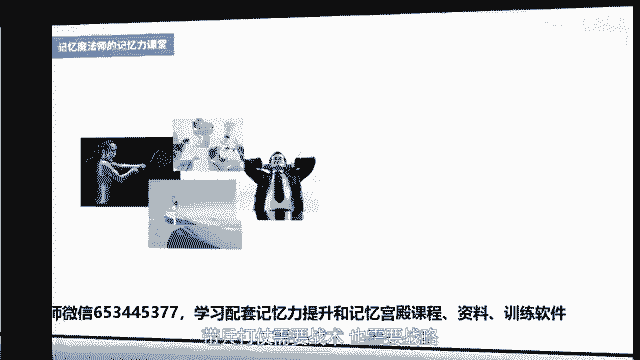 记忆魔法师的记忆力课堂
师微信653445377，学习配套记忆力提升和记忆宫殿课程、资料、训练软件
带兵打仗需要战术 也需要战略